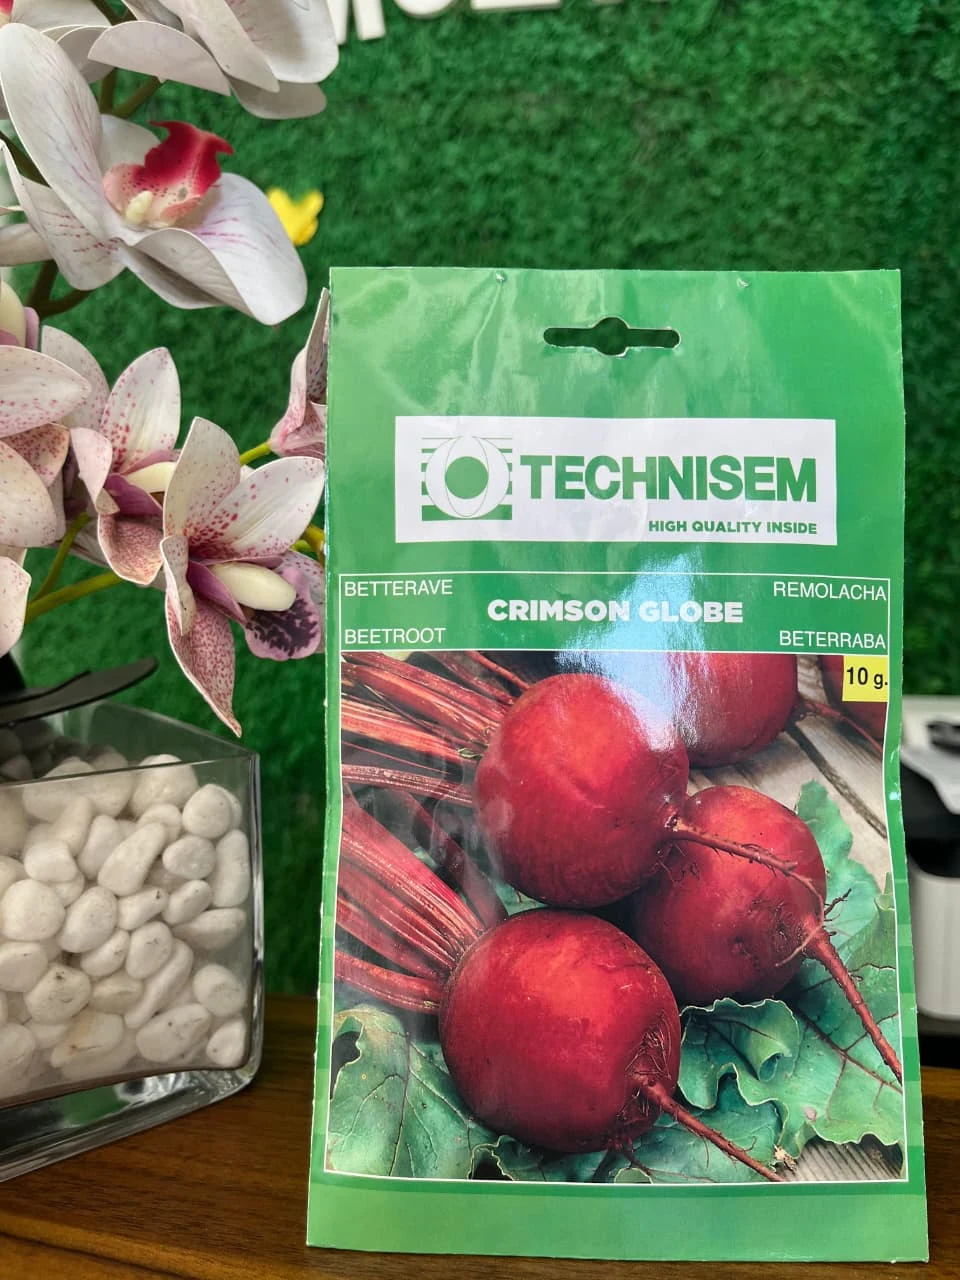 TECHNISEM
HIGH QUALITY INSIDE
BETTERAVE
REMOLACHA
CRIMSON GLOBE
BEETROOT
BETERRABA
10 g.